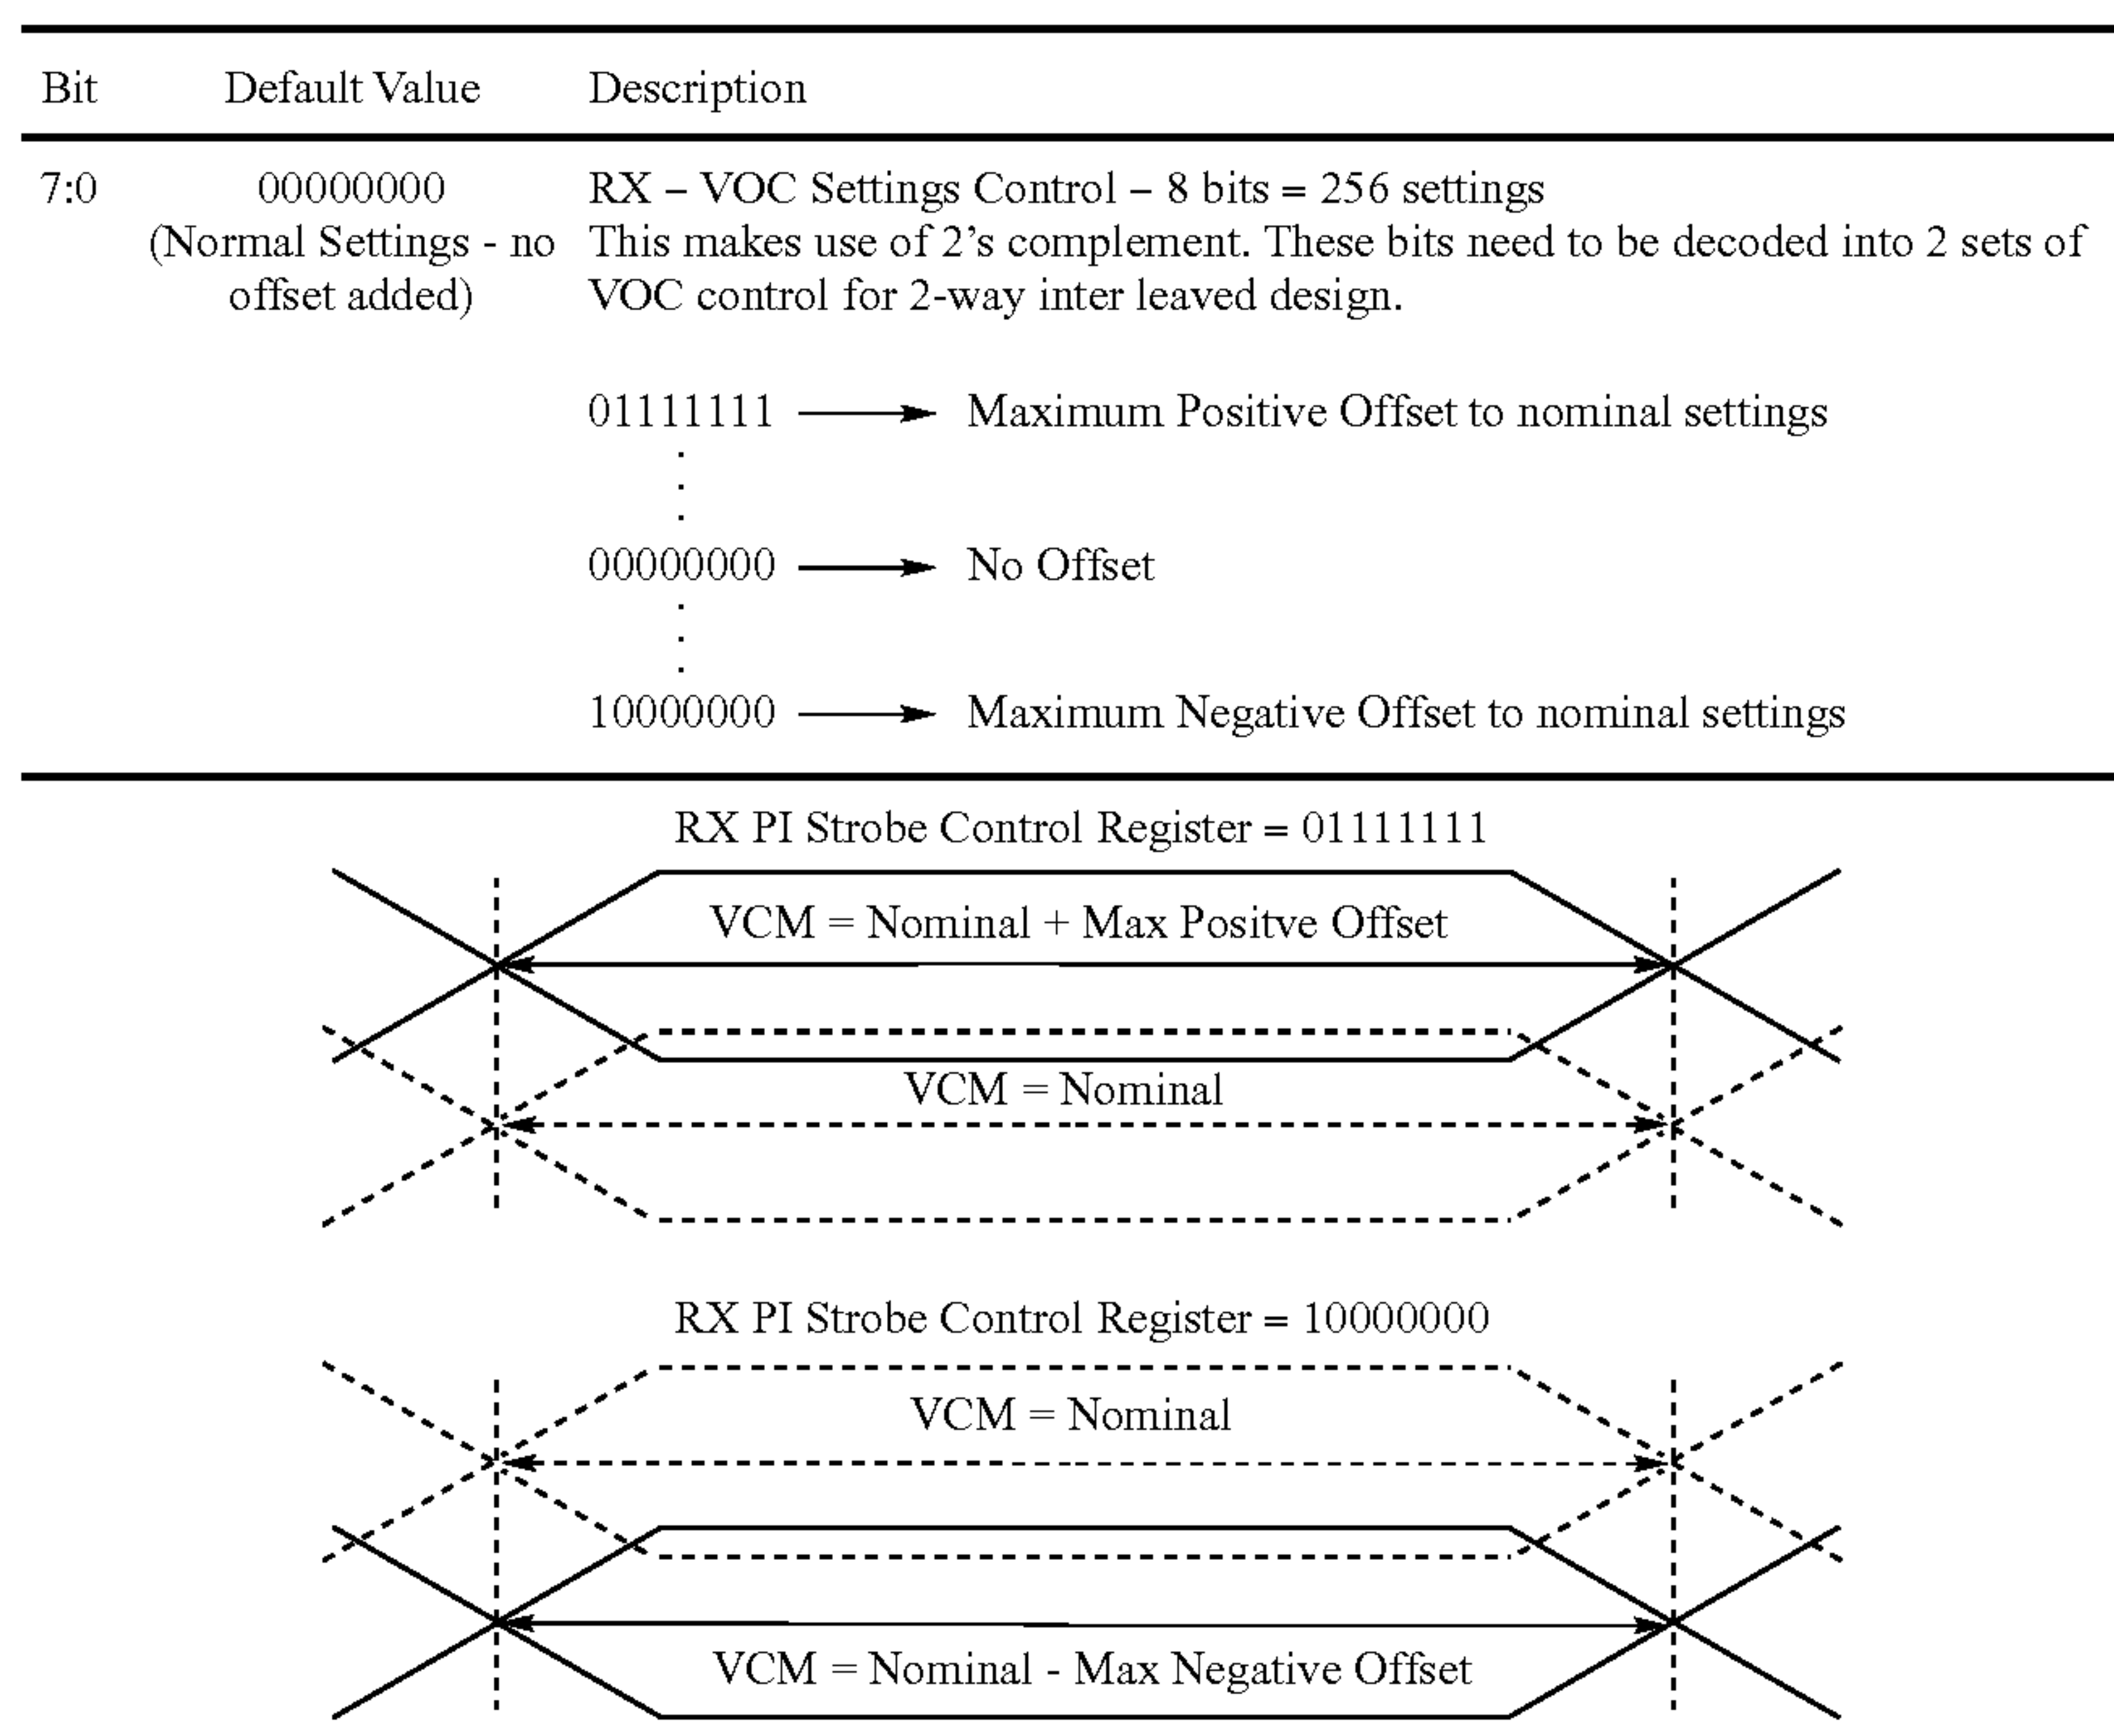 Bit Default Value Description
7:0 00000000 RX – VOC Settings Control – 8 bits = 256 settings
(Normal Settings - no This makes use of 2's complement. These bits need to be decoded into 2 sets of
offset added) VOC control for 2-way inter leaved design.
01111111 Maximum Positive Offset to nominal settings
00000000 No Offset
10000000 Maximum Negative Offset to nominal settings
RX PI Strobe Control Register = 01111111
VCM = Nominal + Max Positve Offset
VCM = Nominal
RX PI Strobe Control Register = 10000000
VCM = Nominal
VCM = Nominal - Max Negative Offset